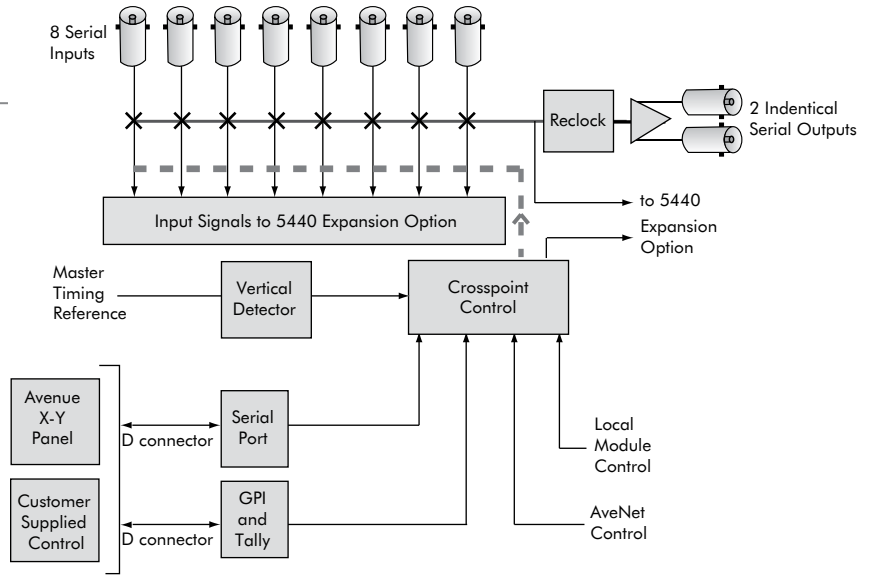 8 Serial
Inputs
Reclock
2 Indentical
Serial Outputs
Input Signals to 5440 Expansion Option
to 5440
Expansion
Option
Master
Timing
Reference
Vertical
Detector
Crosspoint
Control
Avenue
X-Y
Panel
D connector
Serial
Port
Local
Module
Control
Customer
Supplied
Control
D connector
GPI
and
Tally
AveNet
Control